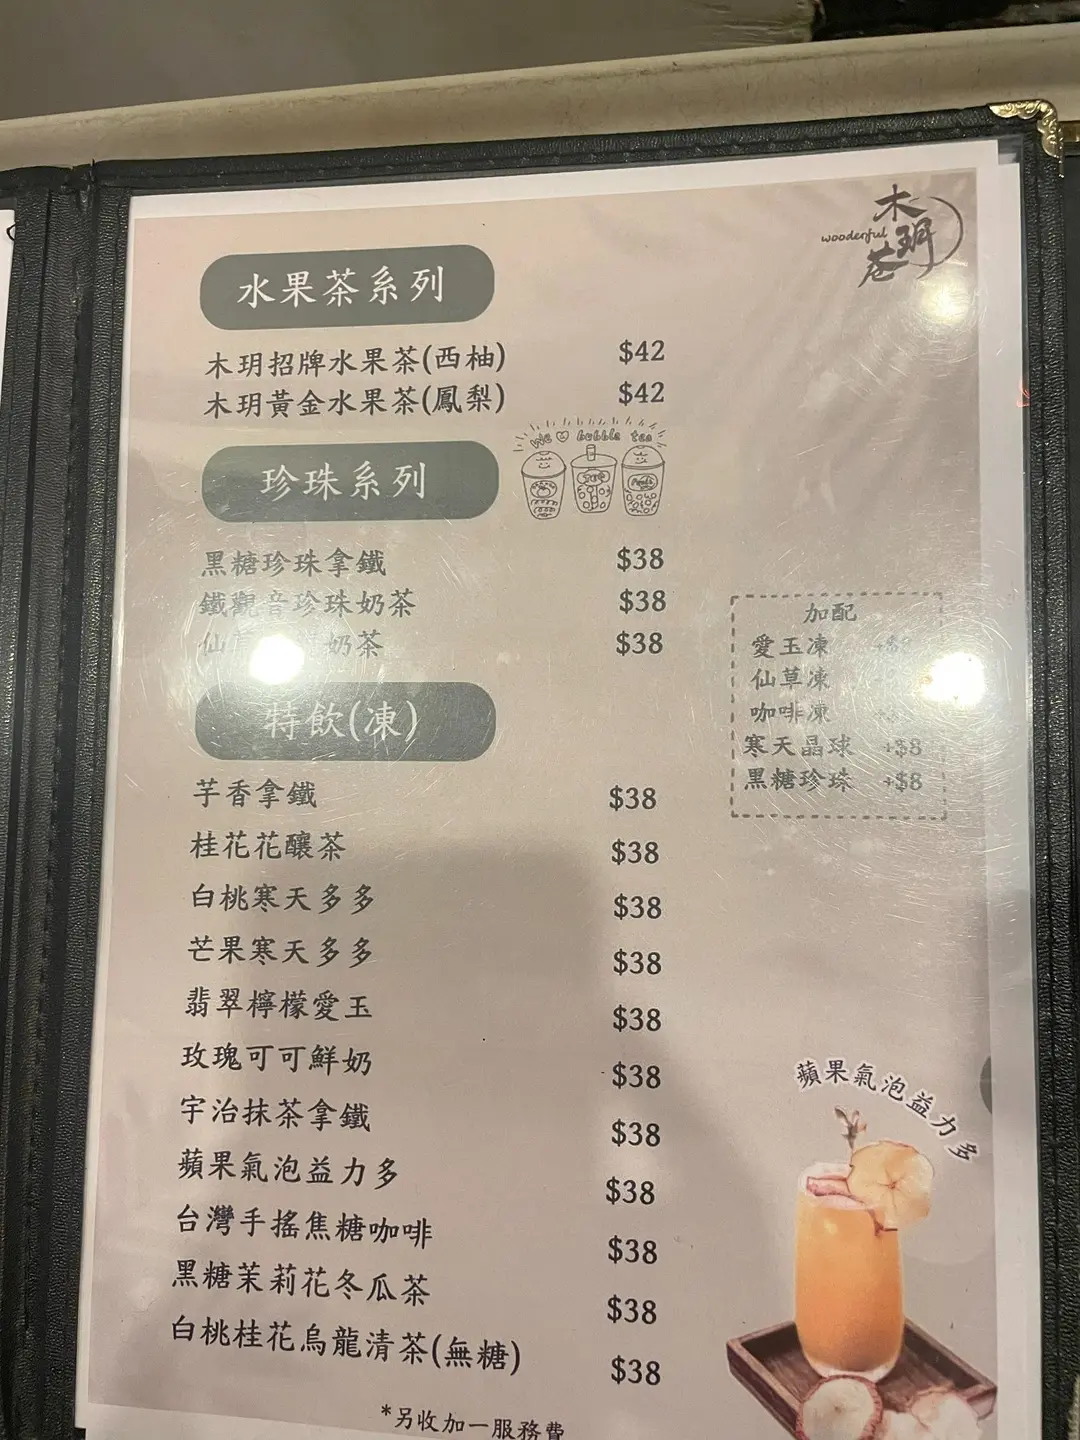 木玥巷
wooderful
水果茶系列
木玥招牌水果茶(西柚) $42
木玥黃金水果茶(鳳梨) $42
We bubble tea
珍珠系列
黑糖珍珠拿鐵 $38
鐵觀音珍珠奶茶 $38
仙草奶茶 $38
加配
愛玉凍 +$8
仙草凍
咖啡凍
寒天晶球 +$8
黑糖珍珠 +$8
特飲(凍)
芋香拿鐵 $38
桂花花釀茶 $38
白桃寒天多多 $38
芒果寒天多多 $38
翡翠檸檬愛玉 $38
玫瑰可可鮮奶 $38
宇治抹茶拿鐵 $38
蘋果氣泡益力多 $38
台灣手搖焦糖咖啡 $38
黑糖茉莉花冬瓜茶 $38
白桃桂花烏龍清茶(無糖) $38
蘋果氣泡益力多
*另收加一服務費